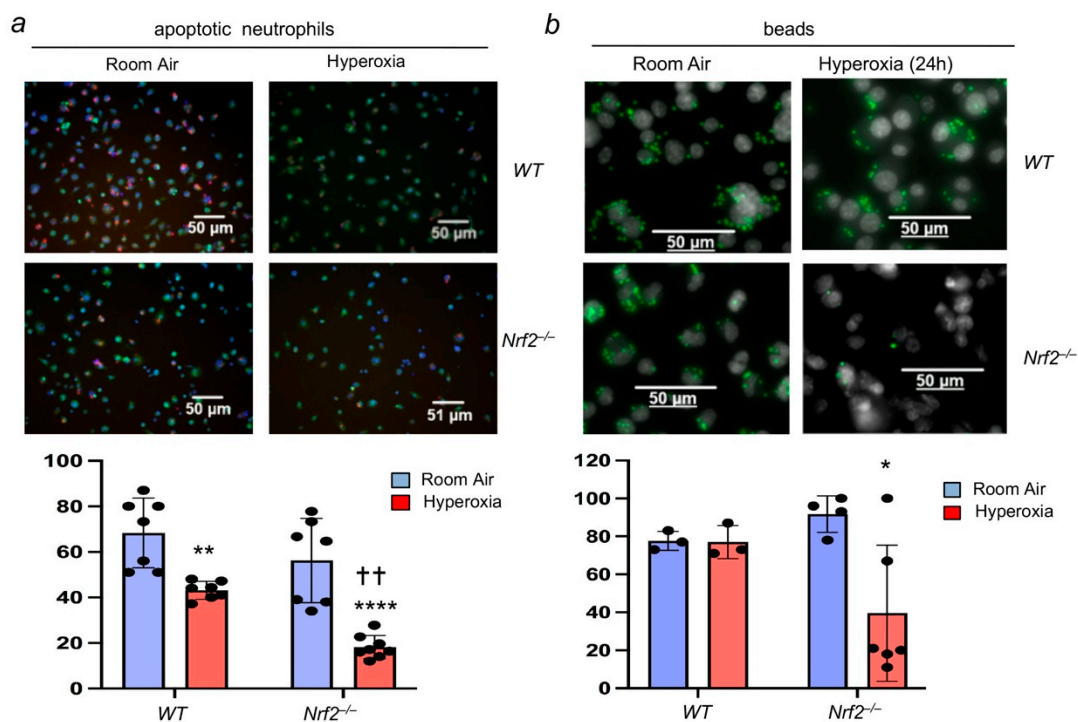 a
apoptotic neutrophils
Room Air
Hyperoxia
50 μm
50 μm
WT
50 μm
51 μm
Nrf2–/–
100
80
60
40
20
0
**
††
****
Room Air
Hyperoxia
WT
Nrf2–/–
b
beads
Room Air
Hyperoxia (24h)
50 μm
50 μm
WT
50 μm
50 μm
Nrf2–/–
120
100
80
60
40
20
0
*
Room Air
Hyperoxia
WT
Nrf2–/–